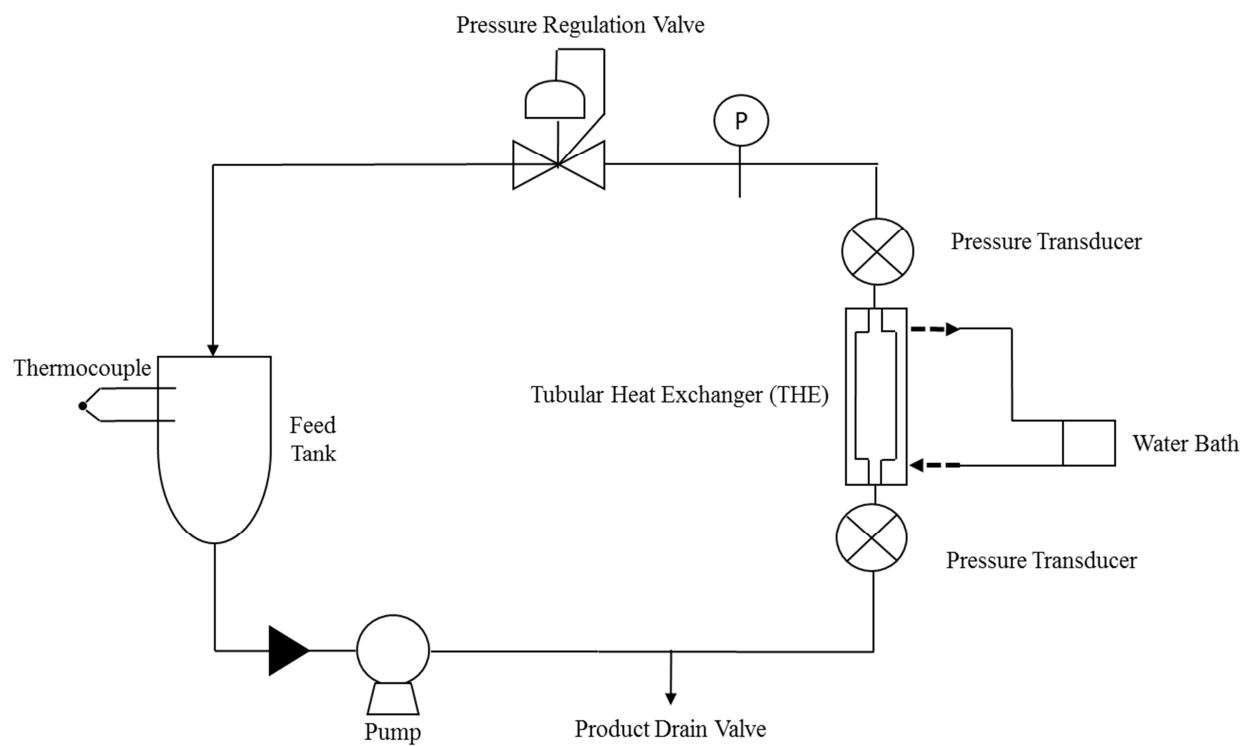 Pressure Regulation Valve
P
Pressure Transducer
Thermocouple
Tubular Heat Exchanger (THE)
Feed
Tank
Water Bath
Pressure Transducer
Pump
Product Drain Valve